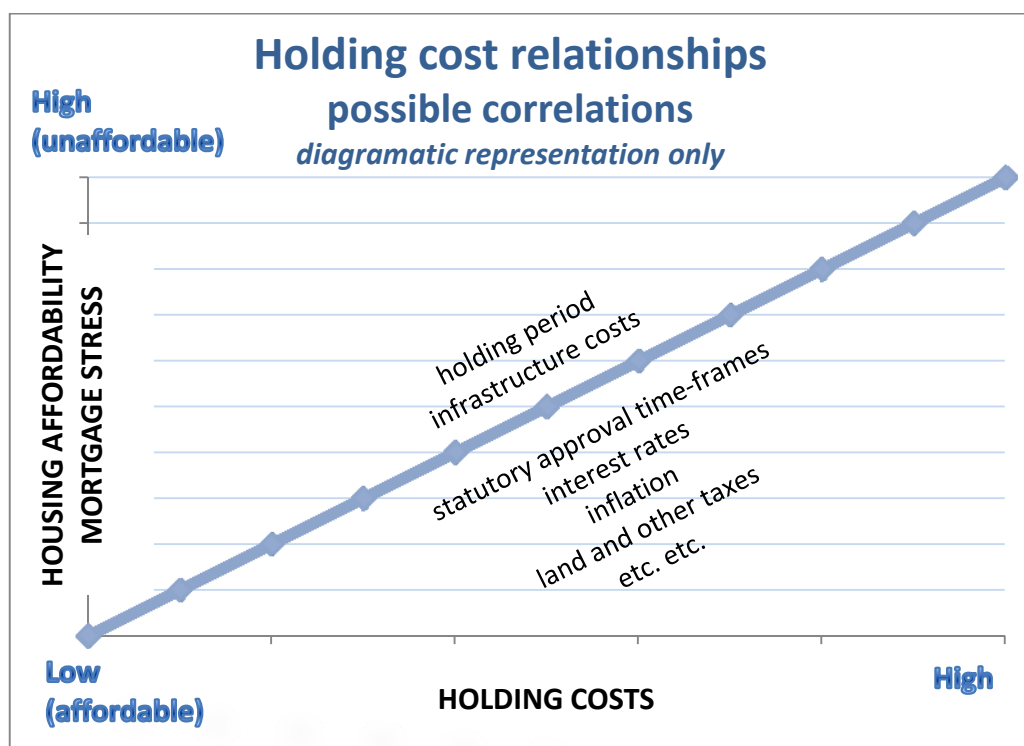 Holding cost relationships
possible correlations
diagramatic representation only
High
(unaffordable)
HOUSING AFFORDABILITY
MORTGAGE STRESS
holding period
infrastructure costs
statutory approval time-frames
interest rates
inflation
land and other taxes
etc. etc.
Low
(affordable)
HOLDING COSTS
High